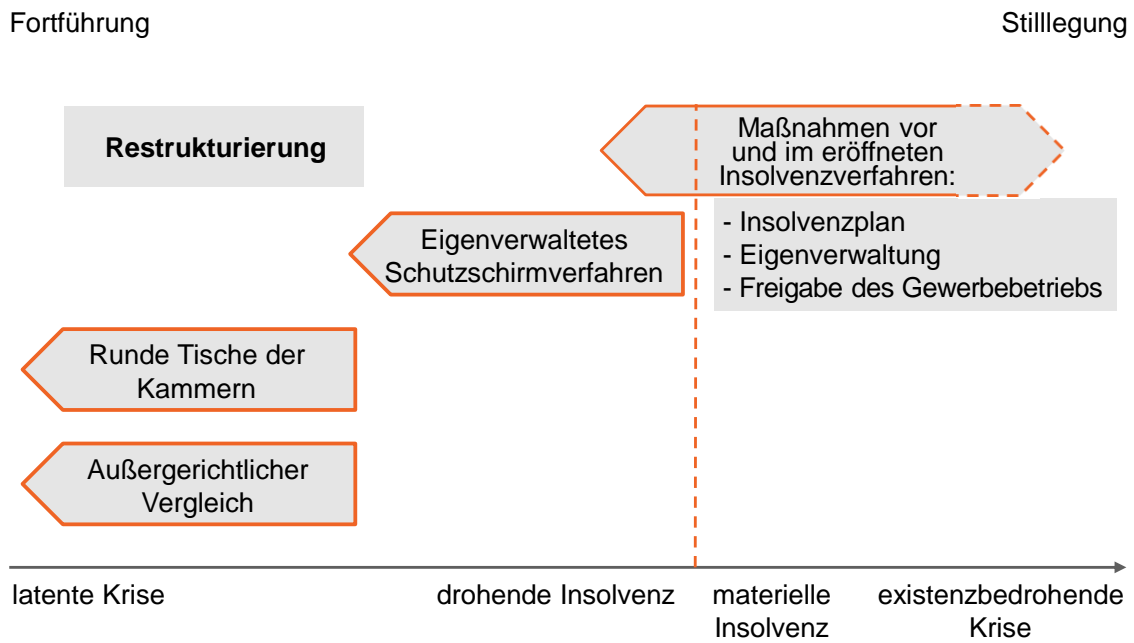 Fortführung
Stilllegung
Restrukturierung
Maßnahmen vor
und im eröffneten
Insolvenzverfahren:
- Insolvenzplan
- Eigenverwaltung
- Freigabe des Gewerbebetriebs
Eigenverwaltetes
Schutzschirmverfahren
Runde Tische der
Kammern
Außergerichtlicher
Vergleich
latente Krise
drohende Insolvenz
materielle
Insolvenz
existenzbedrohende
Krise